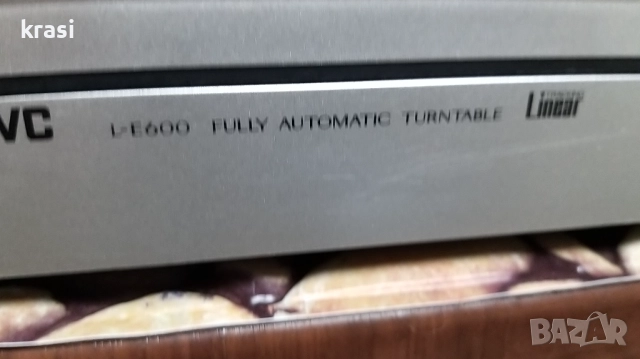 krasi
VC L-E600 FULLY AUTOMATIC TURNTABLE Linear
BAZAR